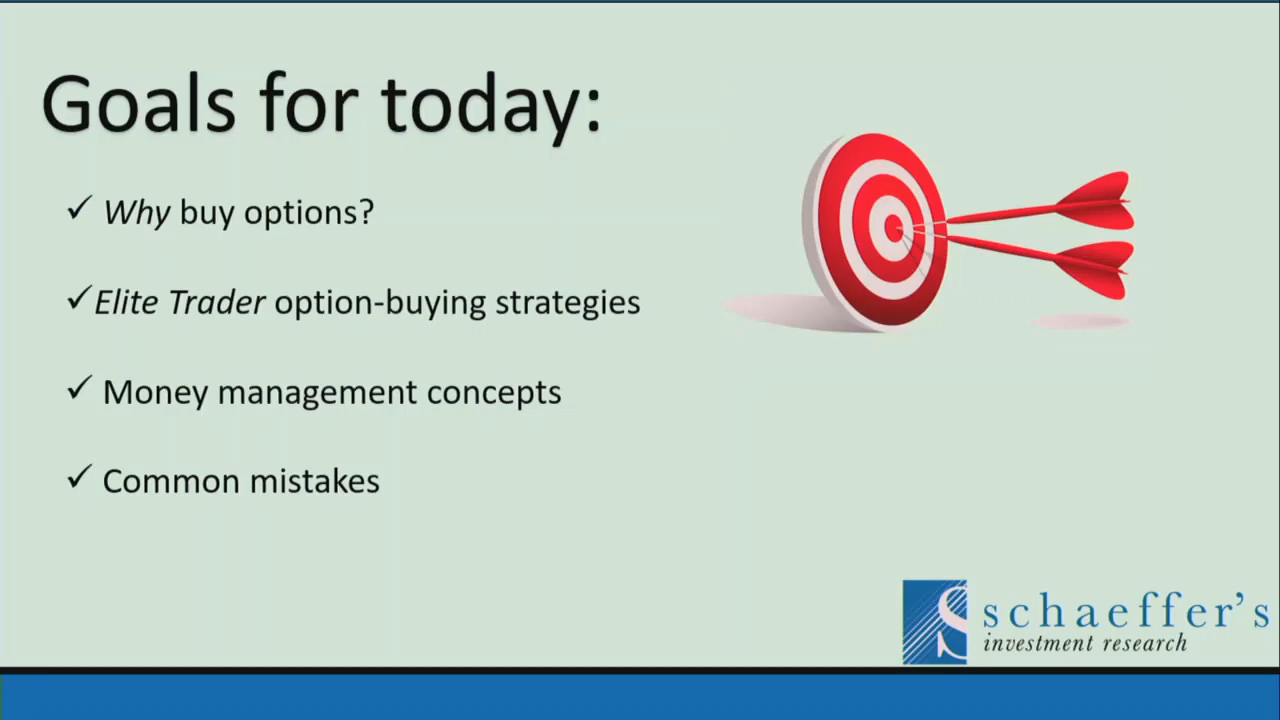 Goals for today:
✓ Why buy options?
✓ Elite Trader option-buying strategies
✓ Money management concepts
✓ Common mistakes
schaeffer's
investment research